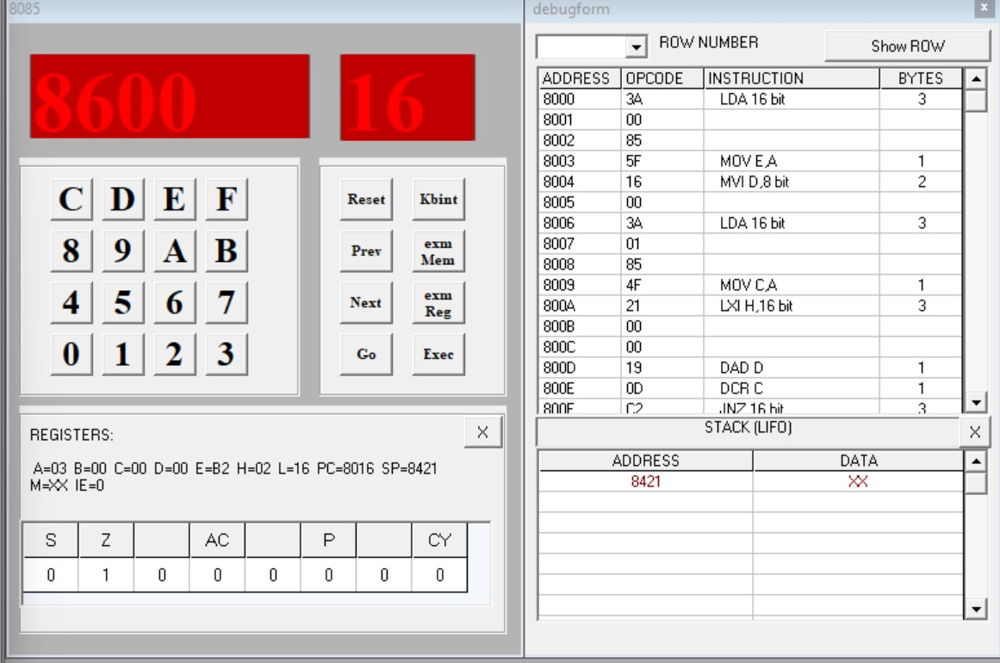 8085
8600 16
C D E F
8 9 A B
4 5 6 7
0 1 2 3
Reset Kbint
Prev exm Mem
Next exm Reg
Go Exec
REGISTERS: X
A=03 B=00 C=00 D=00 E=B2 H=02 L=16 PC=8016 SP=8421
M=XX IE=0
S Z AC P CY
0 1 0 0 0 0 0 0
debugform x
ROW NUMBER Show ROW
ADDRESS OPCODE INSTRUCTION BYTES
8000 3A LDA 16 bit 3
8001 00
8002 85
8003 5F MOV E,A 1
8004 16 MVI D,8 bit 2
8005 00
8006 3A LDA 16 bit 3
8007 01
8008 85
8009 4F MOV C,A 1
800A 21 LXI H,16 bit 3
800B 00
800C 00
800D 19 DAD D 1
800E 0D DCR C 1
800F C2 JNZ 16 bit 3
STACK (LIFO) X
ADDRESS DATA
8421 XX